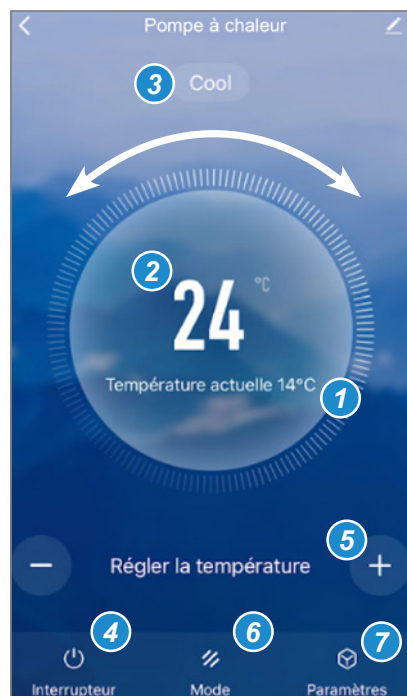 Pompe à chaleur
3 Cool
2 24 °C
Température actuelle 14°C 1
5
− Régler la température +
4 6 7
Interrupteur Mode Paramètres